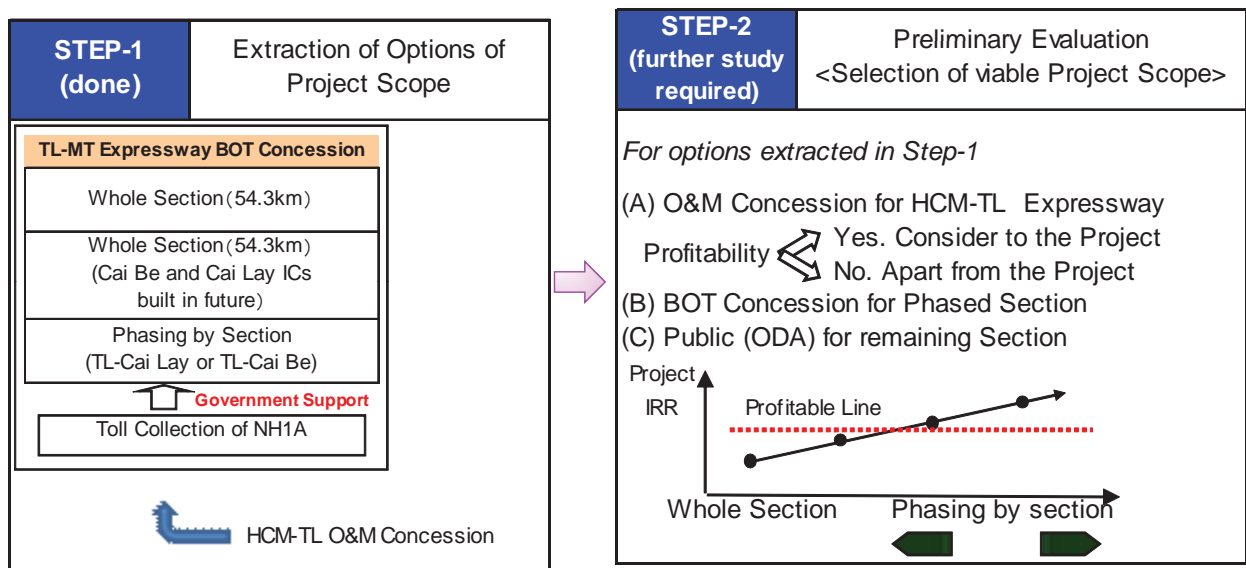 STEP-1
(done)
Extraction of Options of
Project Scope
TL-MT Expressway BOT Concession
Whole Section(54.3km)
Whole Section(54.3km)
(Cai Be and Cai Lay ICs
built in future)
Phasing by Section
(TL-Cai Lay or TL-Cai Be)
Government Support
Toll Collection of NH1A
HCM-TL O&M Concession
STEP-2
(further study
required)
Preliminary Evaluation
<Selection of viable Project Scope>
For options extracted in Step-1
(A) O&M Concession for HCM-TL Expressway
Profitability
Yes. Consider to the Project
No. Apart from the Project
(B) BOT Concession for Phased Section
(C) Public (ODA) for remaining Section
Project
IRR
Profitable Line
Whole Section
Phasing by section